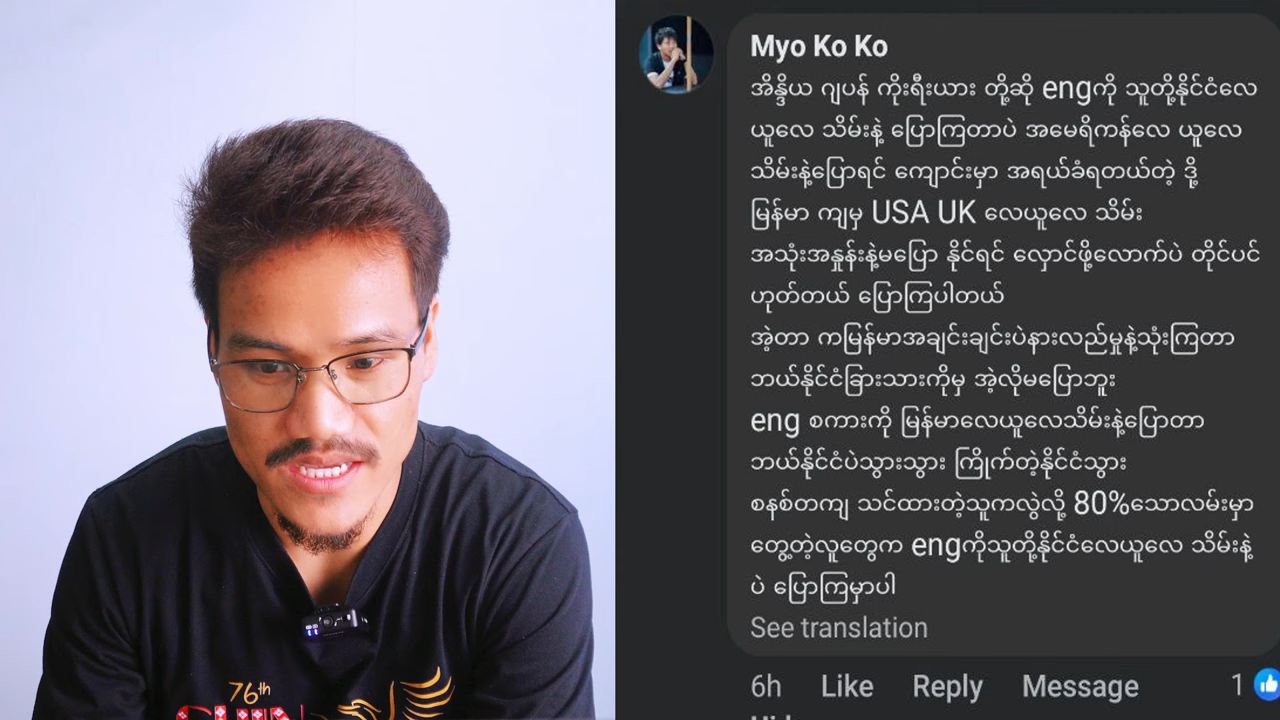 Myo Ko Ko
အိန္ဒိယ ဂျပန် ကိုးရီးယား တို့ဆို engကို သူတို့နိုင်ငံလေ
ယူလေ သိမ်းနဲ့ ပြောကြတာပဲ အမေရိကန်လေ ယူလေ
သိမ်းနဲ့ပြောရင် ကျောင်းမှာ အရယ်ခံရတယ်တဲ့ ဒို့
မြန်မာ ကျမှ USA UK လေယူလေ သိမ်း
အသုံးအနှုန်းနဲ့မပြော နိုင်ရင် လှောင်ဖို့လောက်ပဲ တိုင်ပင်
ဟုတ်တယ် ပြောကြပါတယ်
အဲ့တာ ကမြန်မာအချင်းချင်းပဲနားလည်မှုနဲ့သုံးကြတာ
ဘယ်နိုင်ငံခြားသားကိုမှ အဲ့လိုမပြောဘူး
eng စကားကို မြန်မာလေယူလေသိမ်းနဲ့ပြောတာ
ဘယ်နိုင်ငံပဲသွားသွား ကြိုက်တဲ့နိုင်ငံသွား
စနစ်တကျ သင်ထားတဲ့သူကလွဲလို့ 80%သောလမ်းမှာ
တွေ့တဲ့လူတွေက engကိုသူတို့နိုင်ငံလေယူလေ သိမ်းနဲ့
ပဲ ပြောကြမှာပါ
See translation
6h Like Reply Message 1
76th